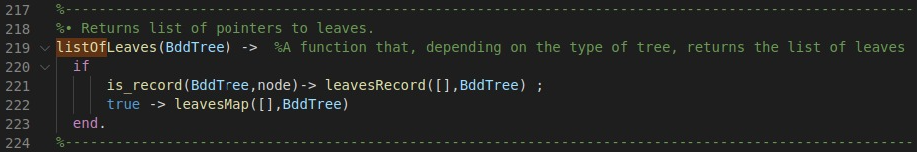 217 %----------------------------------------------------------------------------------------------------
218 %• Returns list of pointers to leaves.
219 listOfLeaves(BddTree) -> %A function that, depending on the type of tree, returns the list of leaves
220 if
221 is_record(BddTree,node)-> leavesRecord([],BddTree) ;
222 true -> leavesMap([],BddTree)
223 end.
224 %----------------------------------------------------------------------------------------------------